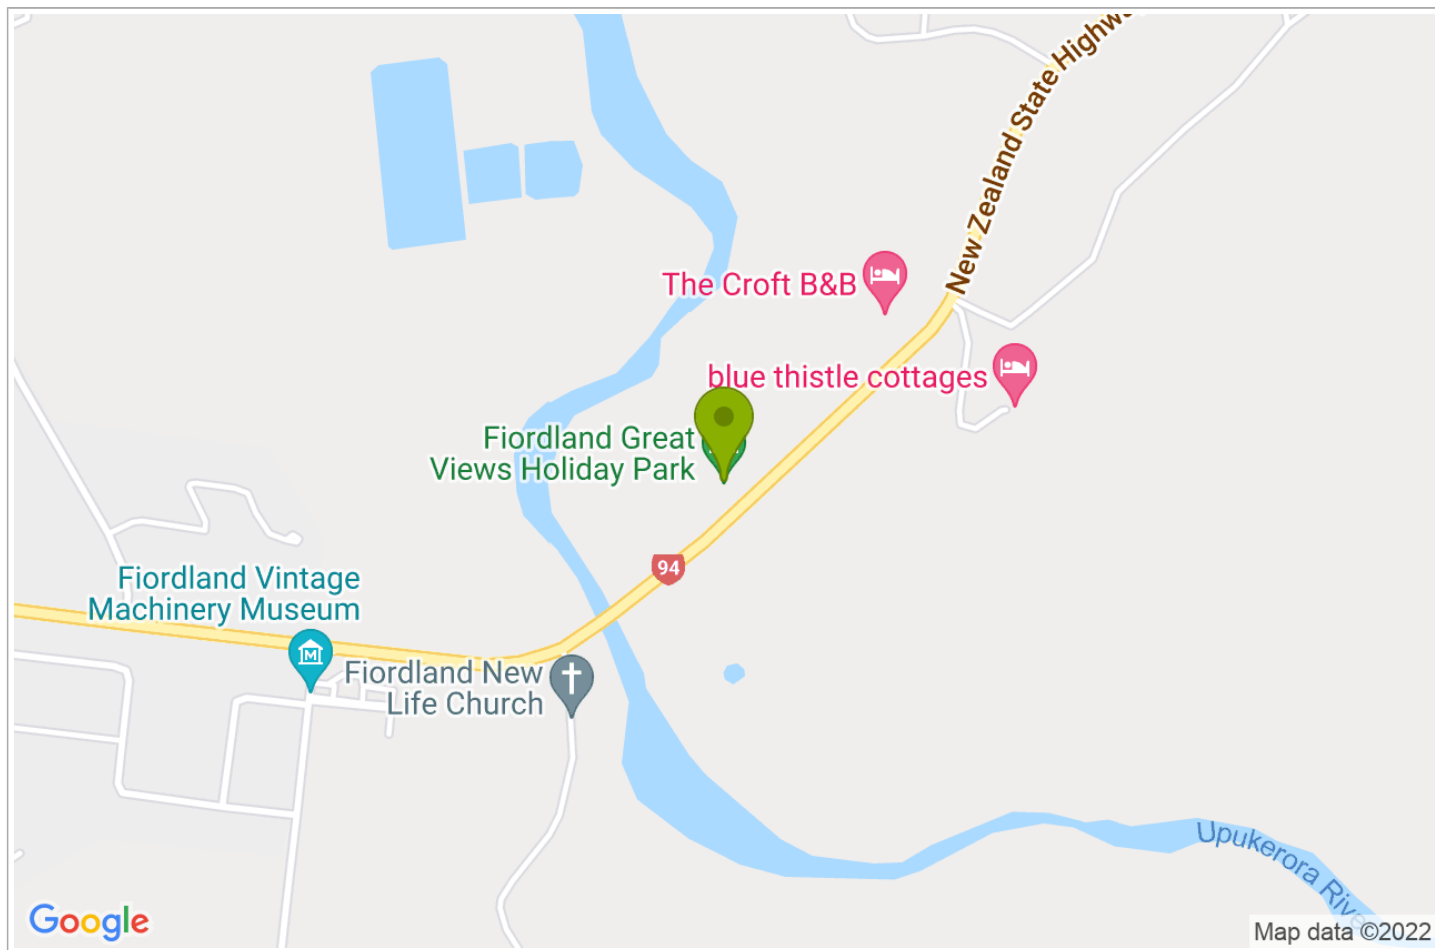 New Zealand State Highw
The Croft B&B
blue thistle cottages
Fiordland Great
Views Holiday Park
94
Fiordland Vintage
Machinery Museum
M
Fiordland New
Life Church
Upukerora Rive
Google
Map data ©2022